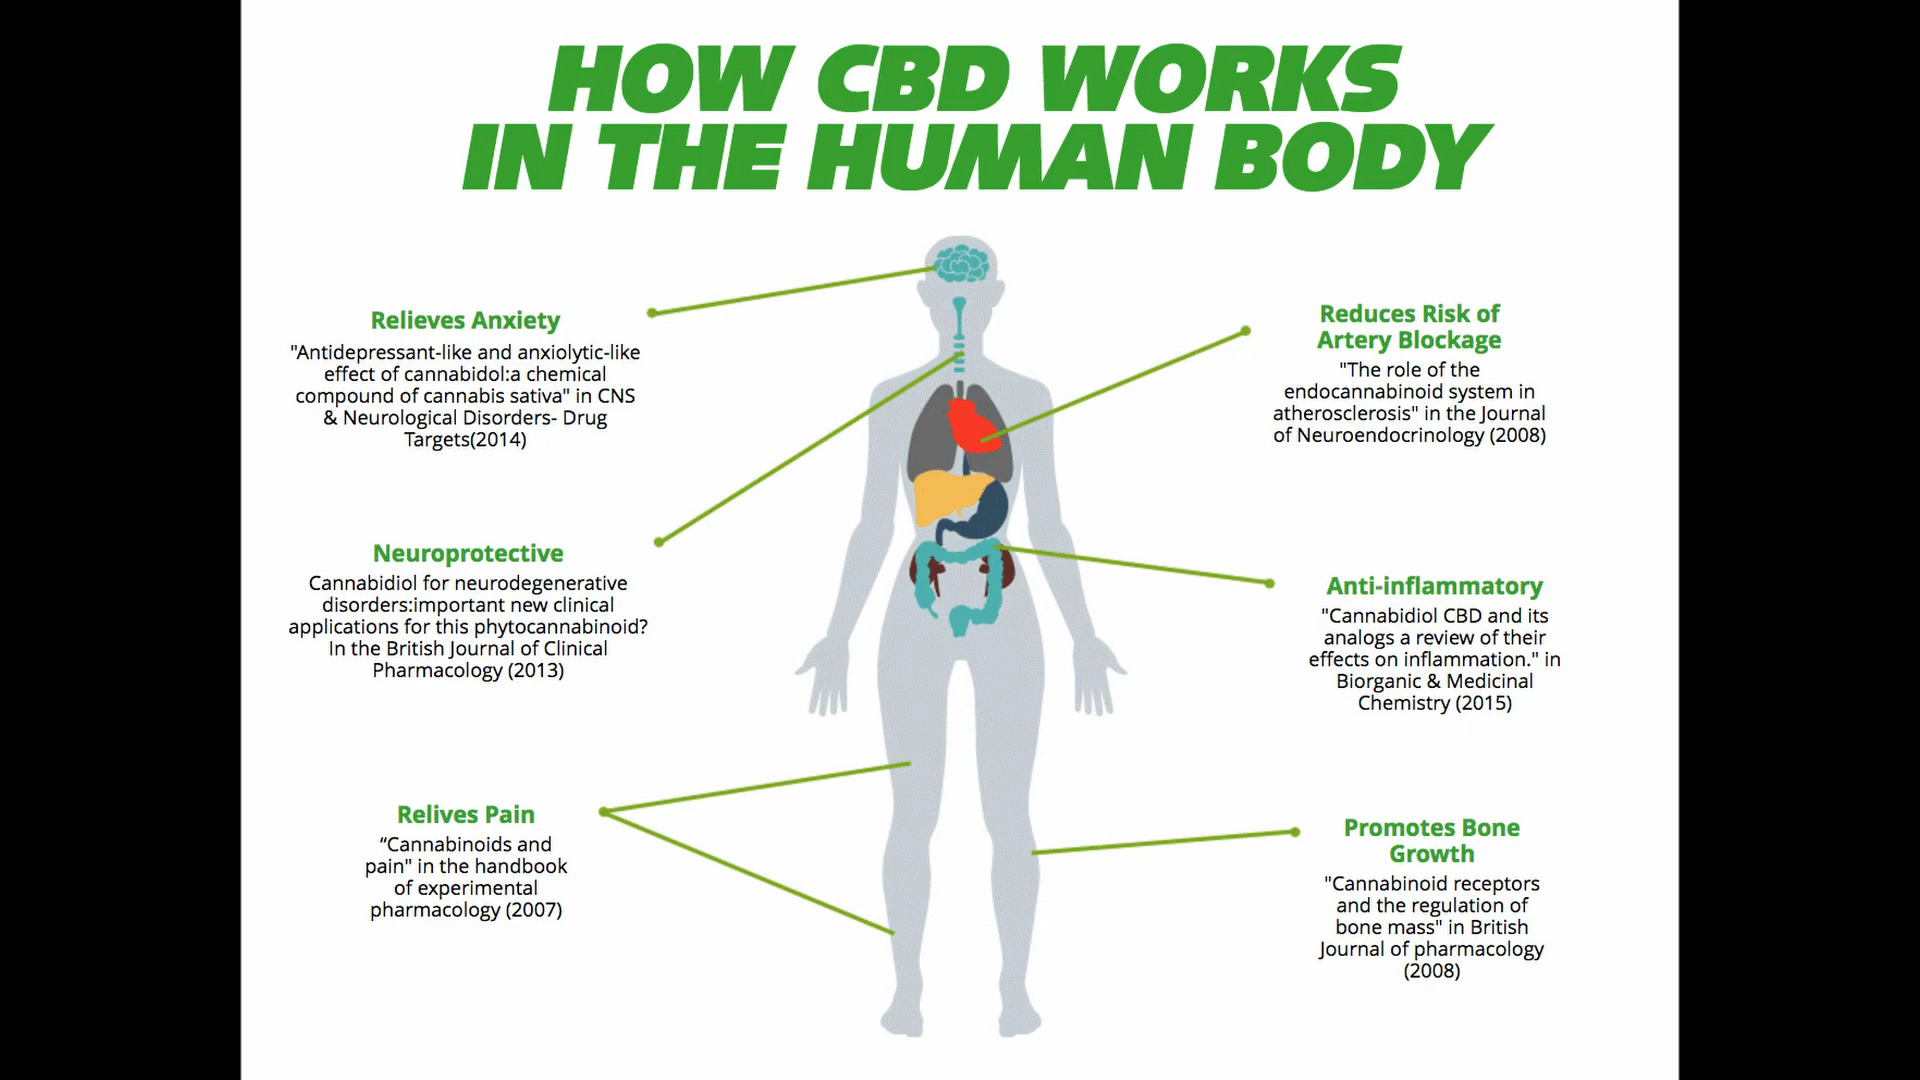 HOW CBD WORKS
IN THE HUMAN BODY
Relieves Anxiety
"Antidepressant-like and anxiolytic-like
effect of cannabidol:a chemical
compound of cannabis sativa" in CNS
& Neurological Disorders- Drug
Targets(2014)
Neuroprotective
Cannabidiol for neurodegenerative
disorders:important new clinical
applications for this phytocannabinoid?
In the British Journal of Clinical
Pharmacology (2013)
Relives Pain
“Cannabinoids and
pain" in the handbook
of experimental
pharmacology (2007)
Reduces Risk of
Artery Blockage
"The role of the
endocannabinoid system in
atherosclerosis" in the Journal
of Neuroendocrinology (2008)
Anti-inflammatory
"Cannabidiol CBD and its
analogs a review of their
effects on inflammation." in
Biorganic & Medicinal
Chemistry (2015)
Promotes Bone
Growth
"Cannabinoid receptors
and the regulation of
bone mass" in British
Journal of pharmacology
(2008)